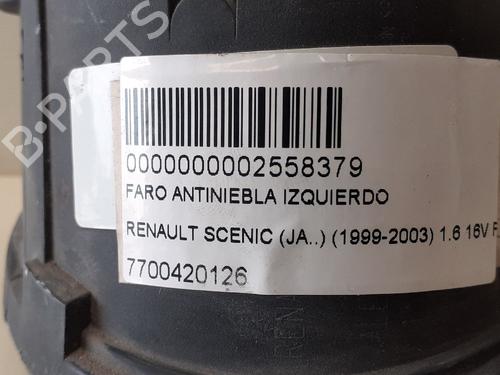 B-PARTS
0000000002558379
FARO ANTINIEBLA IZQUIERDO
RENAULT SCENIC (JA..) (1999-2003) 1.6 16V
7700420126